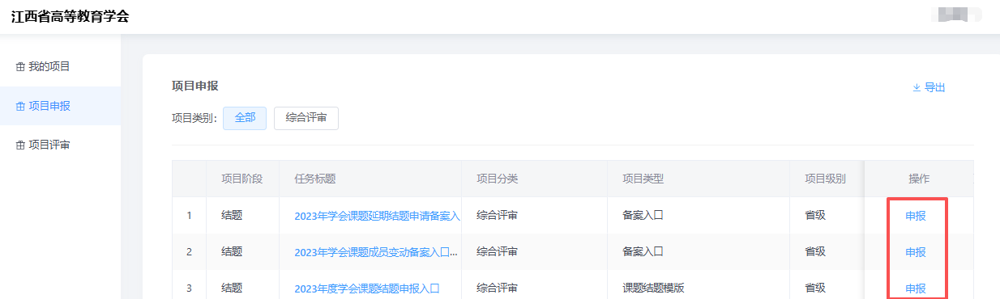 江西省高等教育学会
我的项目
项目申报
项目评审
项目申报
导出
项目类别: 全部 综合评审
项目阶段 任务标题 项目分类 项目类型 项目级别 操作
1 结题 2023年学会课题延期结题申请备案入 综合评审 备案入口 省级 申报
2 结题 2023年学会课题成员变动备案入口... 综合评审 备案入口 省级 申报
3 结题 2023年度学会课题结题申报入口 综合评审 课题结题模版 省级 申报